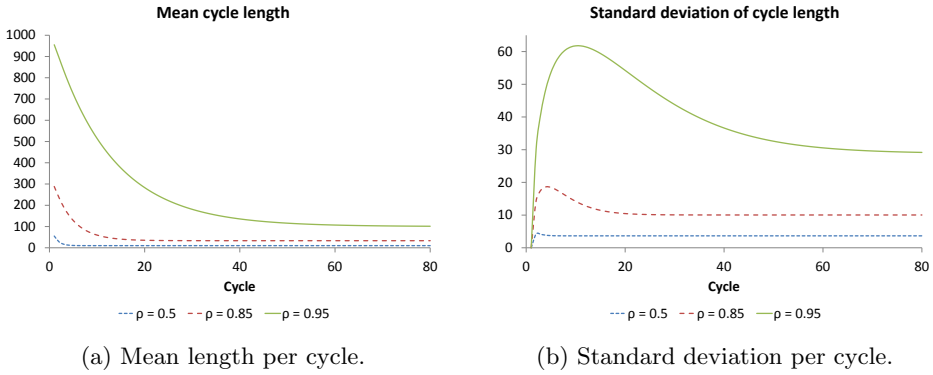 Mean cycle length
1000
900
800
700
600
500
400
300
200
100
0
0 20 40 60 80
Cycle
ρ = 0.5 ρ = 0.85 ρ = 0.95
(a) Mean length per cycle.
Standard deviation of cycle length
60
50
40
30
20
10
0
0 20 40 60 80
Cycle
ρ = 0.5 ρ = 0.85 ρ = 0.95
(b) Standard deviation per cycle.